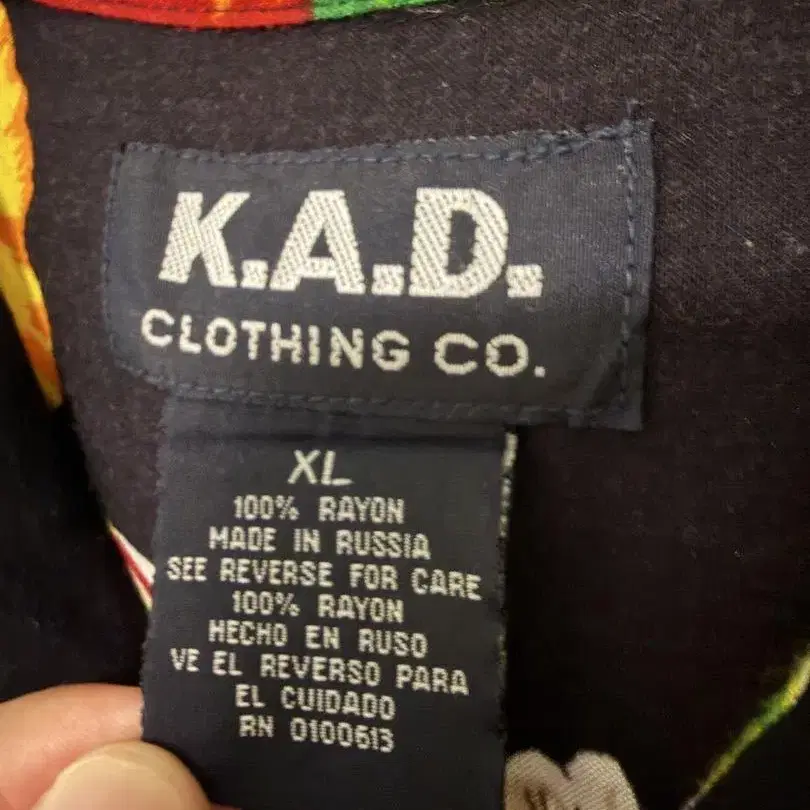 K.A.D.
CLOTHING CO.
XL
100% RAYON
MADE IN RUSSIA
SEE REVERSE FOR CARE
100% RAYON
HECHO EN RUSO
VE EL REVERSO PARA
EL CUIDADO
RN 0100613